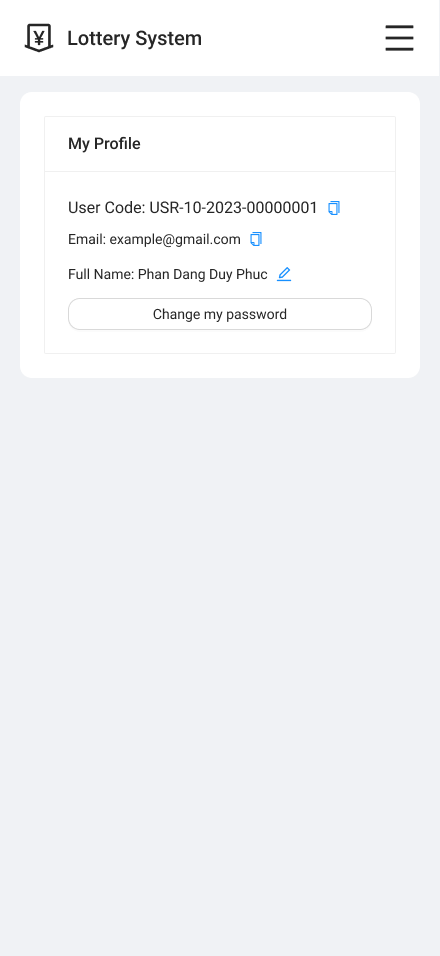 Lottery System
My Profile
User Code: USR-10-2023-00000001
Email: example@gmail.com
Full Name: Phan Dang Duy Phuc
Change my password